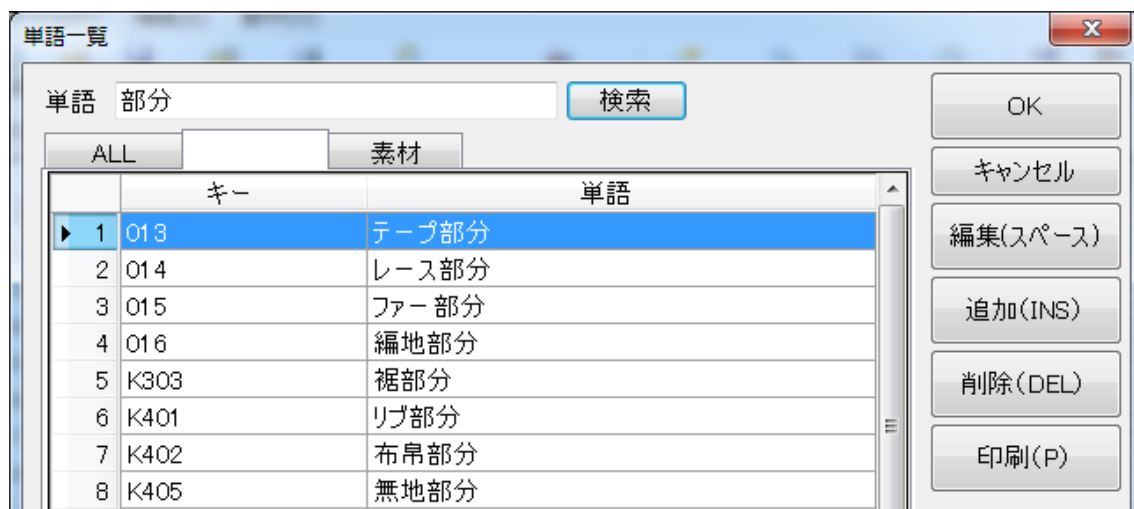 単語一覧
単語 部分 検索
ALL 素材
キー 単語
1 013 テープ部分
2 014 レース部分
3 015 ファー部分
4 016 編地部分
5 K303 裾部分
6 K401 リブ部分
7 K402 布帛部分
8 K405 無地部分
OK
キャンセル
編集(スペース)
追加(INS)
削除(DEL)
印刷(P)